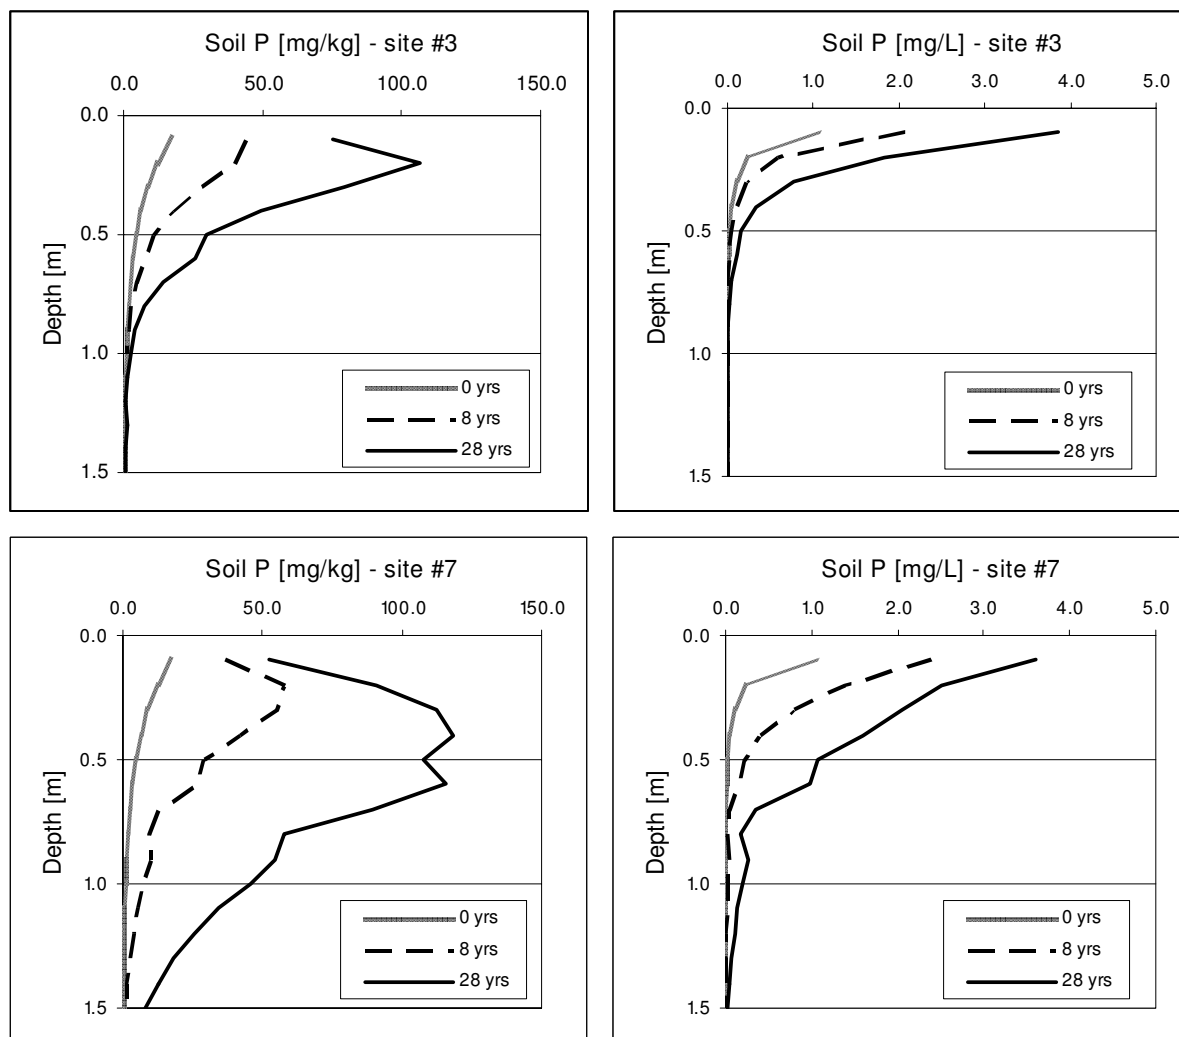 Soil P [mg/kg] - site #3
0.0 50.0 100.0 150.0
0.0
0.5
1.0
1.5
Depth [m]
0 yrs
8 yrs
28 yrs
Soil P [mg/L] - site #3
0.0 1.0 2.0 3.0 4.0 5.0
0.0
0.5
1.0
1.5
Depth [m]
0 yrs
8 yrs
28 yrs
Soil P [mg/kg] - site #7
0.0 50.0 100.0 150.0
0.0
0.5
1.0
1.5
Depth [m]
0 yrs
8 yrs
28 yrs
Soil P [mg/L] - site #7
0.0 1.0 2.0 3.0 4.0 5.0
0.0
0.5
1.0
1.5
Depth [m]
0 yrs
8 yrs
28 yrs